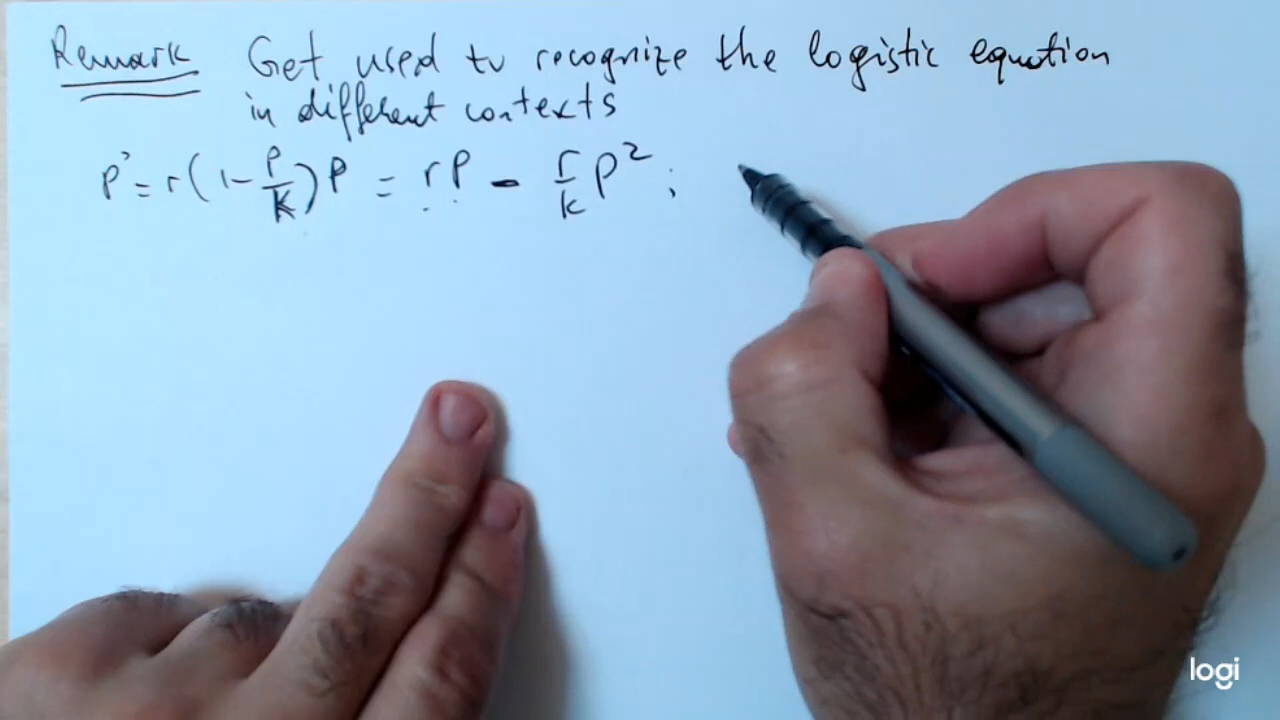 Remark Get used to recognize the logistic equation
in different contexts
P' = r(1-P/K)P = rP - r/k P²;
logi